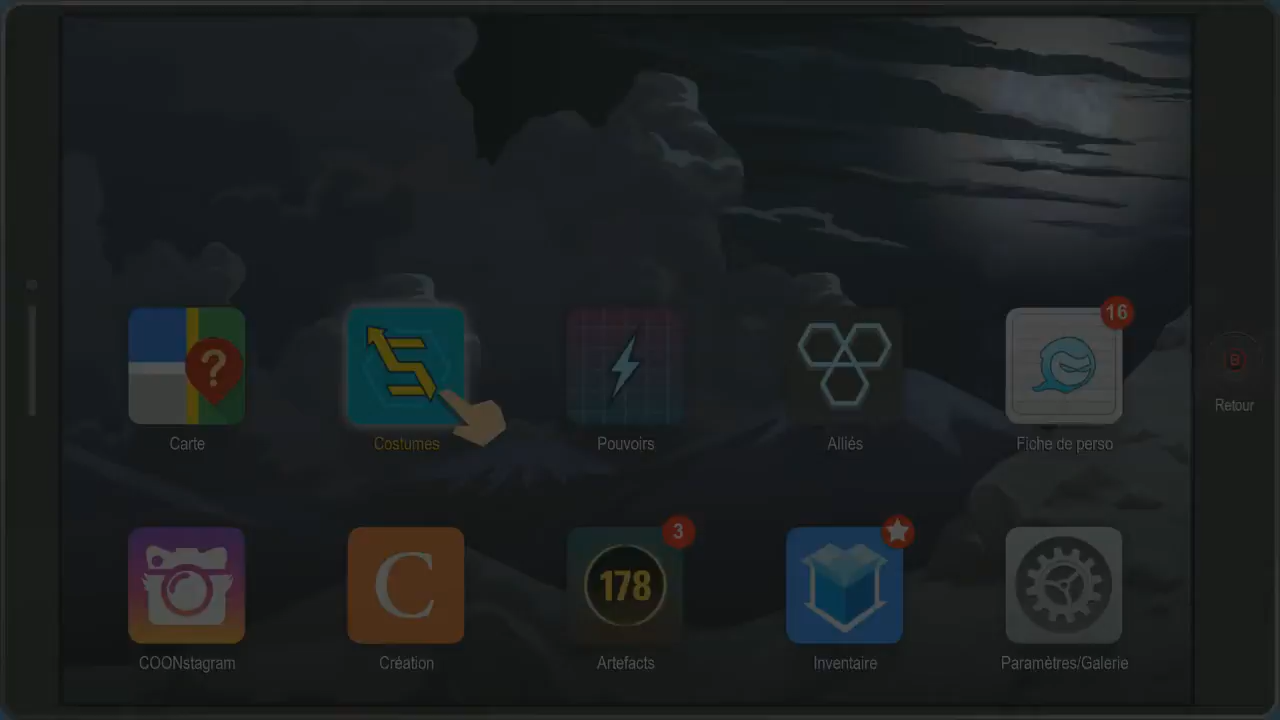 16
?
B
Retour
Carte
Costumes
Pouvoirs
Alliés
Fiche de perso
3
C
178
COONstagram
Création
Artefacts
Inventaire
Paramètres/Galerie